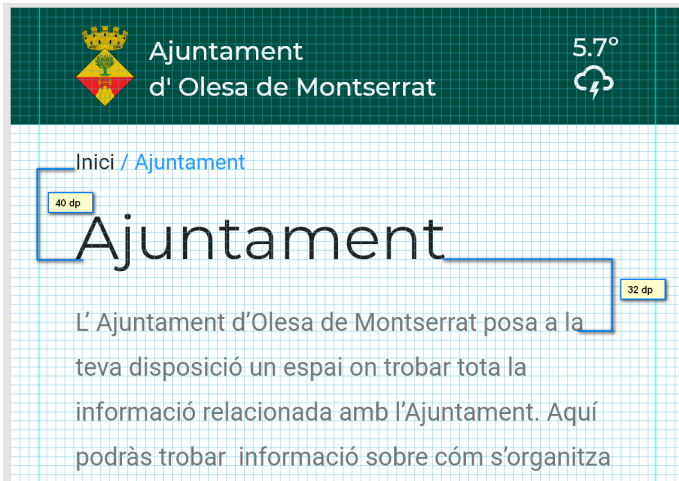 Ajuntament
d' Olesa de Montserrat
5.7º
Inici / Ajuntament
40 dp
Ajuntament
32 dp
L’ Ajuntament d’Olesa de Montserrat posa a la
teva disposició un espai on trobar tota la
informació relacionada amb l’Ajuntament. Aquí
podràs trobar  informació sobre cóm s’organitza